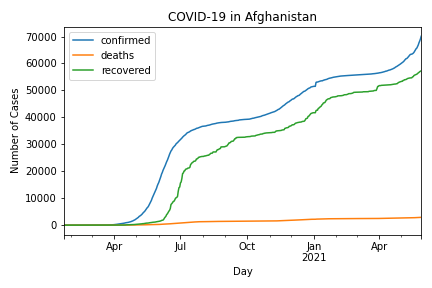 COVID-19 in Afghanistan
confirmed
deaths
recovered
70000
60000
50000
40000
30000
20000
10000
0
Number of Cases
Apr
Jul
Oct
Jan
2021
Apr
Day